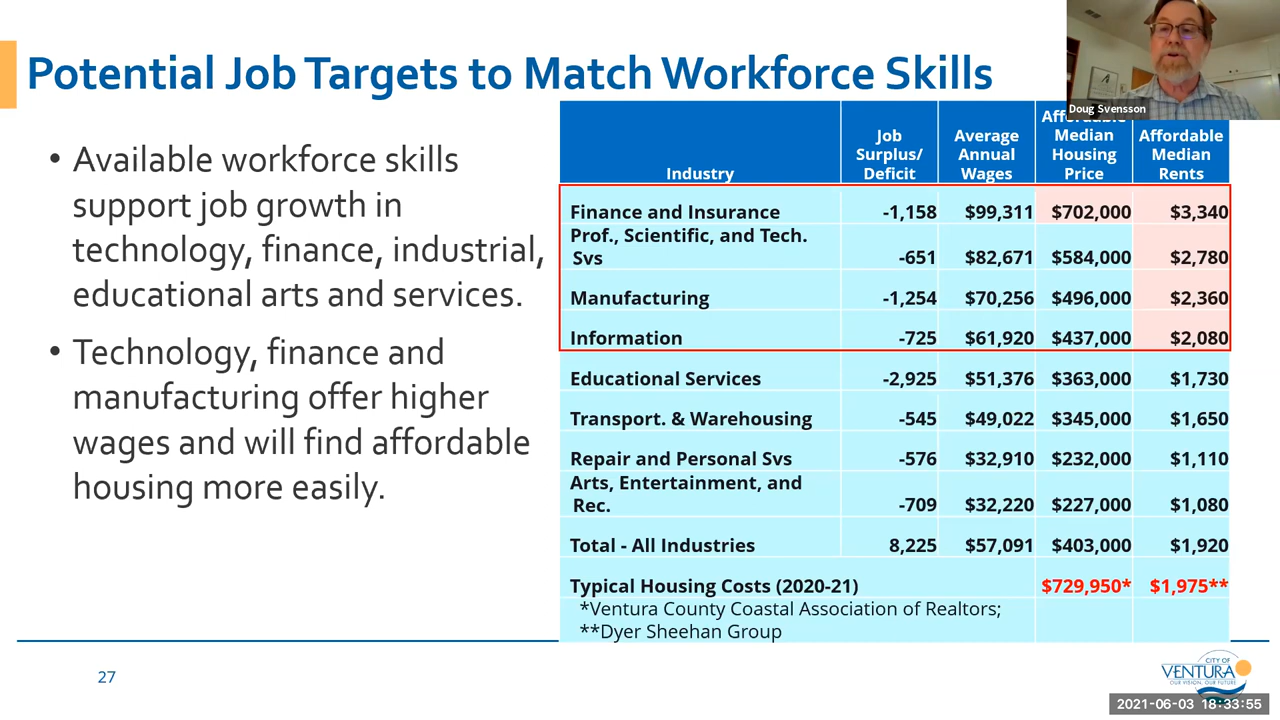 Potential Job Targets to Match Workforce Skills
Doug Svensson
• Available workforce skills
support job growth in
technology, finance, industrial,
educational arts and services.
• Technology, finance and
manufacturing offer higher
wages and will find affordable
housing more easily.
Industry Job Surplus/ Deficit Average Annual Wages Affordable Median Housing Price Affordable Median Rents
Finance and Insurance -1,158 $99,311 $702,000 $3,340
Prof., Scientific, and Tech.
Svs -651 $82,671 $584,000 $2,780
Manufacturing -1,254 $70,256 $496,000 $2,360
Information -725 $61,920 $437,000 $2,080
Educational Services -2,925 $51,376 $363,000 $1,730
Transport. & Warehousing -545 $49,022 $345,000 $1,650
Repair and Personal Svs -576 $32,910 $232,000 $1,110
Arts, Entertainment, and
Rec. -709 $32,220 $227,000 $1,080
Total - All Industries 8,225 $57,091 $403,000 $1,920
Typical Housing Costs (2020-21) $729,950* $1,975**
*Ventura County Coastal Association of Realtors;
**Dyer Sheehan Group
27
CITY OF
VENTURA
OUR VISION. OUR FUTURE
2021-06-03 18:33:55